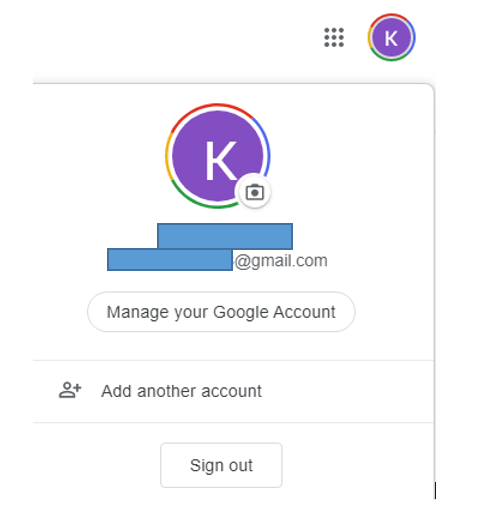 K
K
@gmail.com
Manage your Google Account
Add another account
Sign out